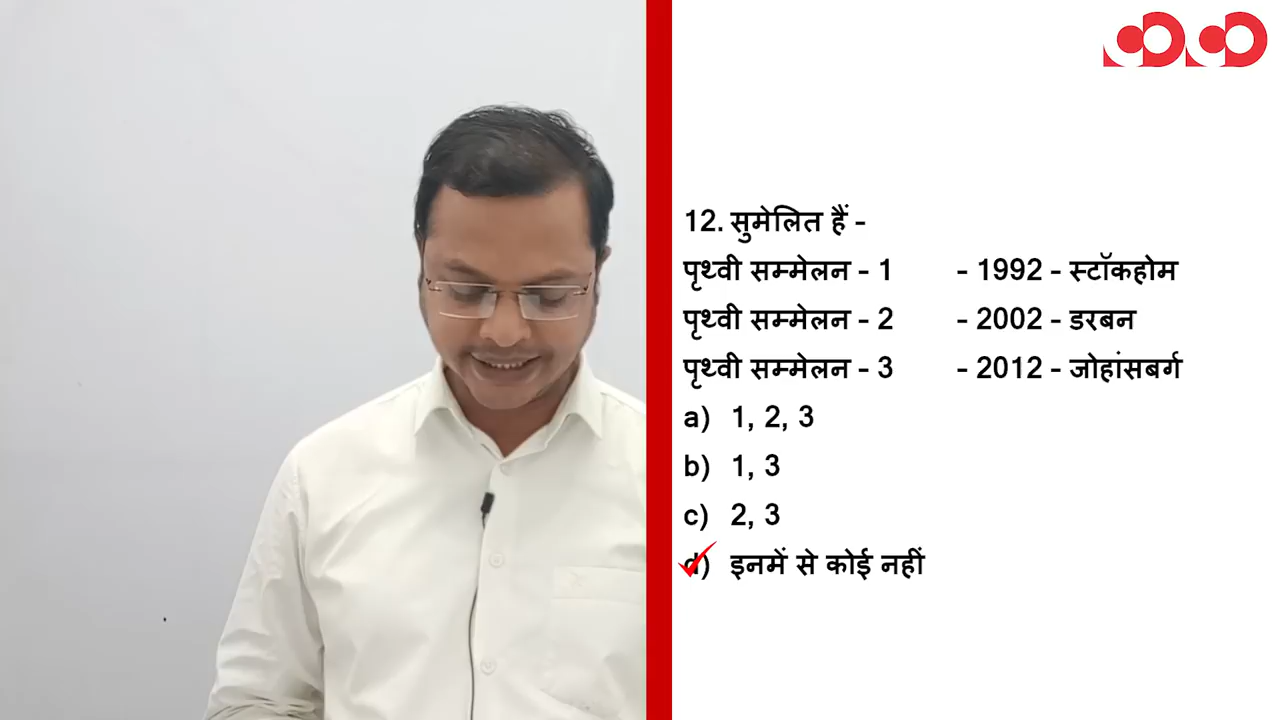 12. सुमेलित हैं -
पृथ्वी सम्मेलन - 1 - 1992 - स्टॉकहोम
पृथ्वी सम्मेलन - 2 - 2002 - डरबन
पृथ्वी सम्मेलन - 3 - 2012 - जोहांसबर्ग
a) 1, 2, 3
b) 1, 3
c) 2, 3
d) इनमें से कोई नहीं